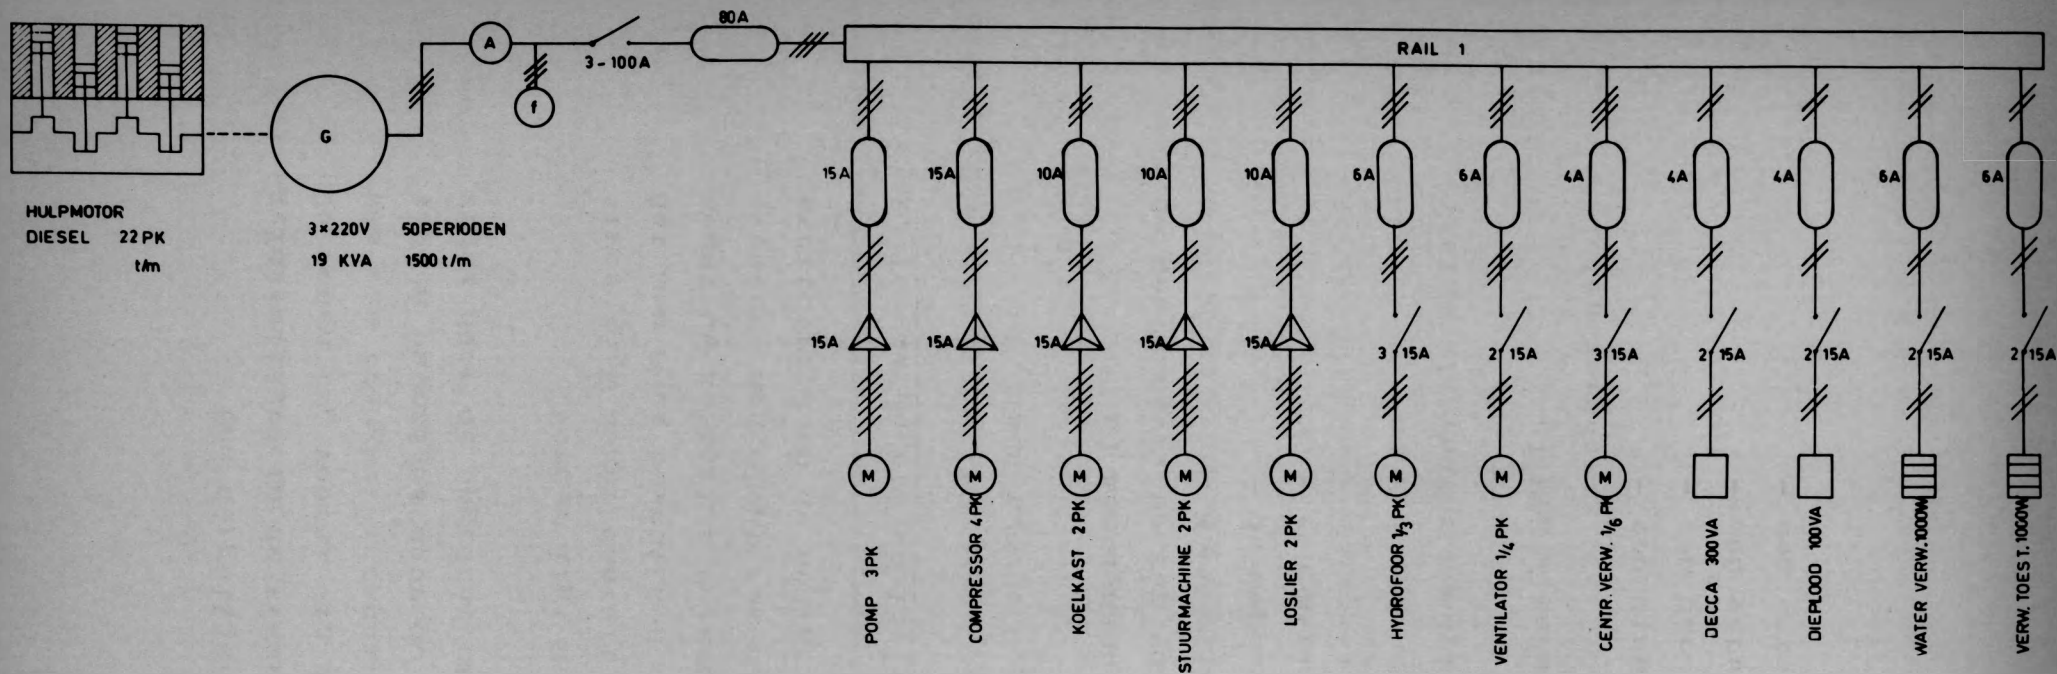 80A
A
3-100A
RAIL 1
f
G
HULPMOTOR
DIESEL 22 PK
t/m
3×220V 50 PERIODEN
19 KVA 1500 t/m
15A 15A 10A 10A 10A 6A 6A 4A 4A 4A 6A 6A
15A 15A 15A 15A 15A 3 15A 2 15A 3 15A 2 15A 2 15A 2 15A 2 15A
M M M M M M M M
POMP 3PK
COMPRESSOR 4PK
KOELKAST 2PK
STUURMACHINE 2PK
LOSLIER 2PK
HYDROFOOR 1/3 PK
VENTILATOR 1/4 PK
CENTR. VERW. 1/6 PK
DECCA 300VA
DIEPLOOD 100VA
WATER VERW. 1000W
VERW. TOEST. 1000W